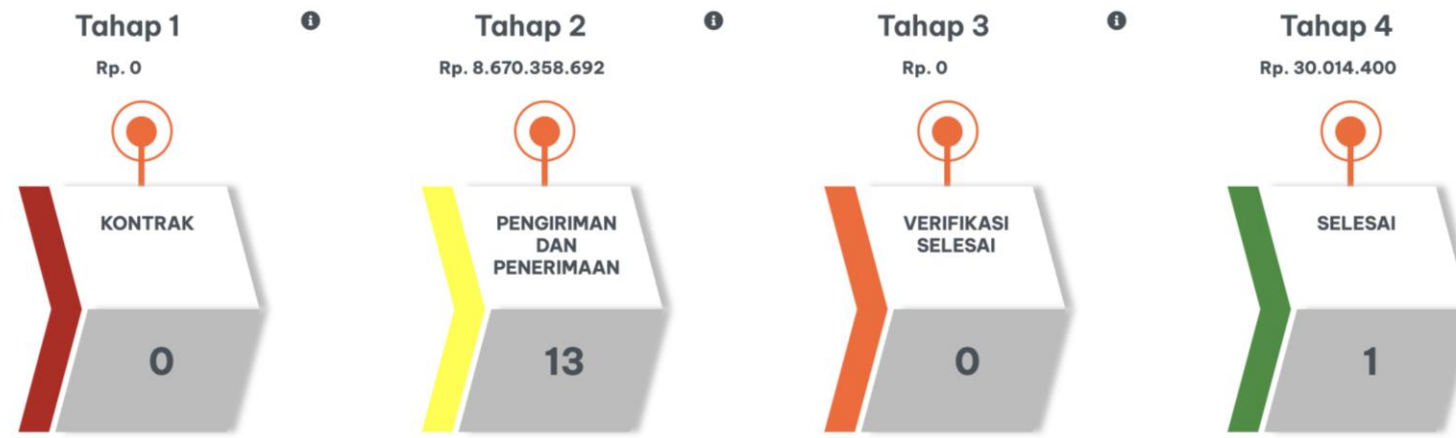 Tahap 1
Rp. 0
KONTRAK
0
Tahap 2
Rp. 8.670.358.692
PENGIRIMAN
DAN
PENERIMAAN
13
Tahap 3
Rp. 0
VERIFIKASI
SELESAI
0
Tahap 4
Rp. 30.014.400
SELESAI
1